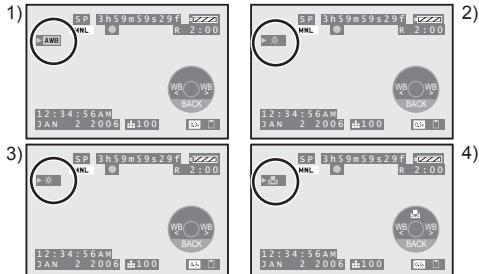 1)
SP 3h59m59s29f
MNL R 2:00
AWB
WB WB
BACK
12:34:56AM
JAN 2 2006 100
2)
SP 3h59m59s29f
MNL R 2:00
WB WB
BACK
12:34:56AM
JAN 2 2006 100
3)
SP 3h59m59s29f
MNL R 2:00
WB WB
BACK
12:34:56AM
JAN 2 2006 100
4)
SP 3h59m59s29f
MNL R 2:00
WB WB
BACK
12:34:56AM
JAN 2 2006 100